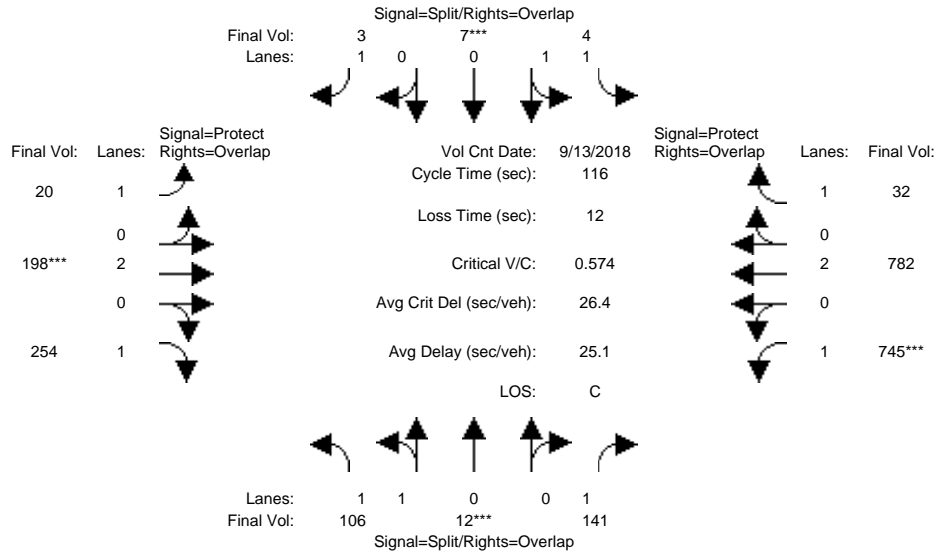 Signal=Split/Rights=Overlap
Final Vol: 3 7*** 4
Lanes: 1 0 0 1 1
Signal=Protect
Final Vol: Lanes: Rights=Overlap
Vol Cnt Date: 9/13/2018
Signal=Protect
Rights=Overlap Lanes: Final Vol:
Cycle Time (sec): 116
20 1
1 32
Loss Time (sec): 12
0
0
198*** 2
Critical V/C: 0.574
2 782
0
Avg Crit Del (sec/veh): 26.4
0
254 1
Avg Delay (sec/veh): 25.1
1 745***
LOS: C
Lanes: 1 1 0 0 1
Final Vol: 106 12*** 141
Signal=Split/Rights=Overlap